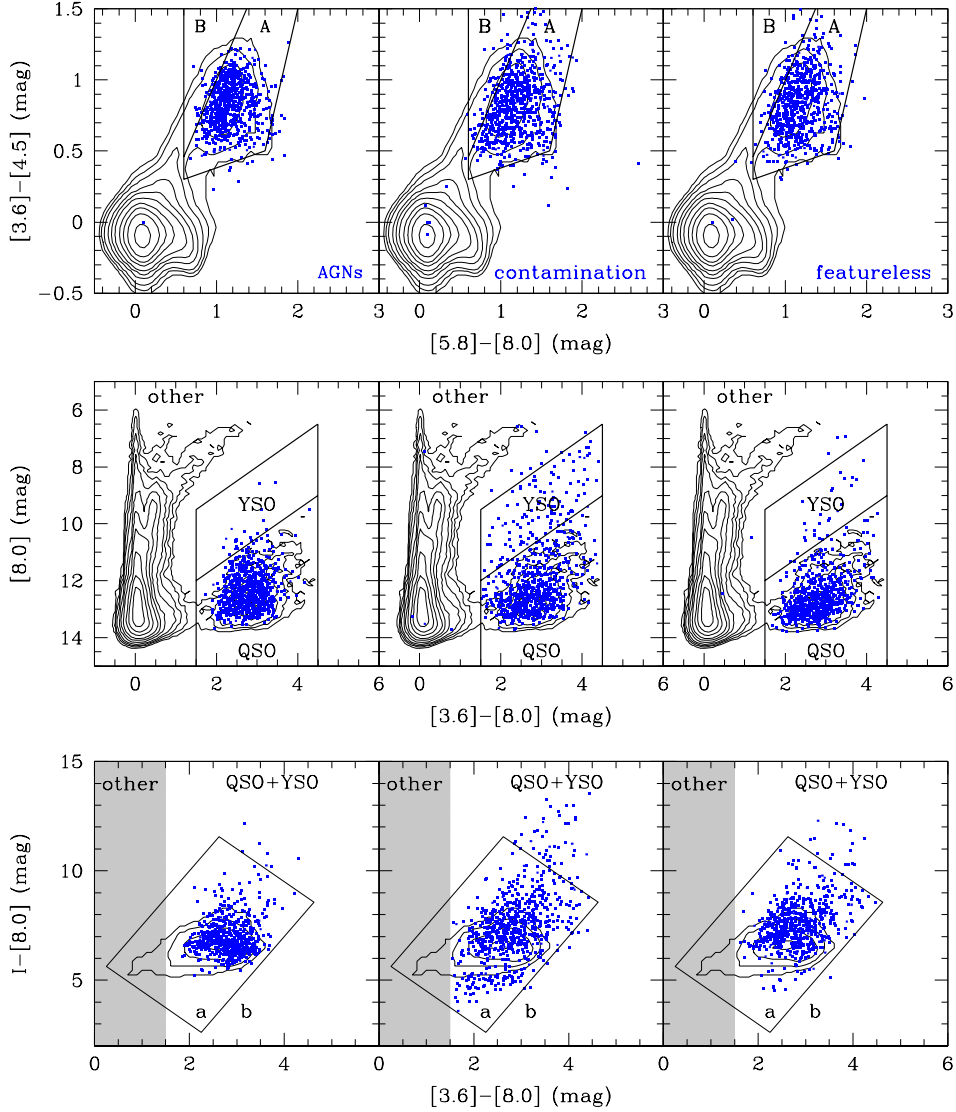 1.5
1
0.5
0
−0.5
[3.6]−[4.5] (mag)
B A
B A
B A
AGNs
contamination
featureless
0 1 2 3
0 1 2 3
0 1 2 3
[5.8]−[8.0] (mag)
6
8
10
12
14
[8.0] (mag)
other
other
other
YSO
YSO
YSO
QSO
QSO
QSO
0 2 4 6
0 2 4 6
0 2 4 6
[3.6]−[8.0] (mag)
15
10
5
I−[8.0] (mag)
other QSO+YSO
other QSO+YSO
other QSO+YSO
a b
a b
a b
0 2 4 6
0 2 4 6
0 2 4 6
[3.6]−[8.0] (mag)